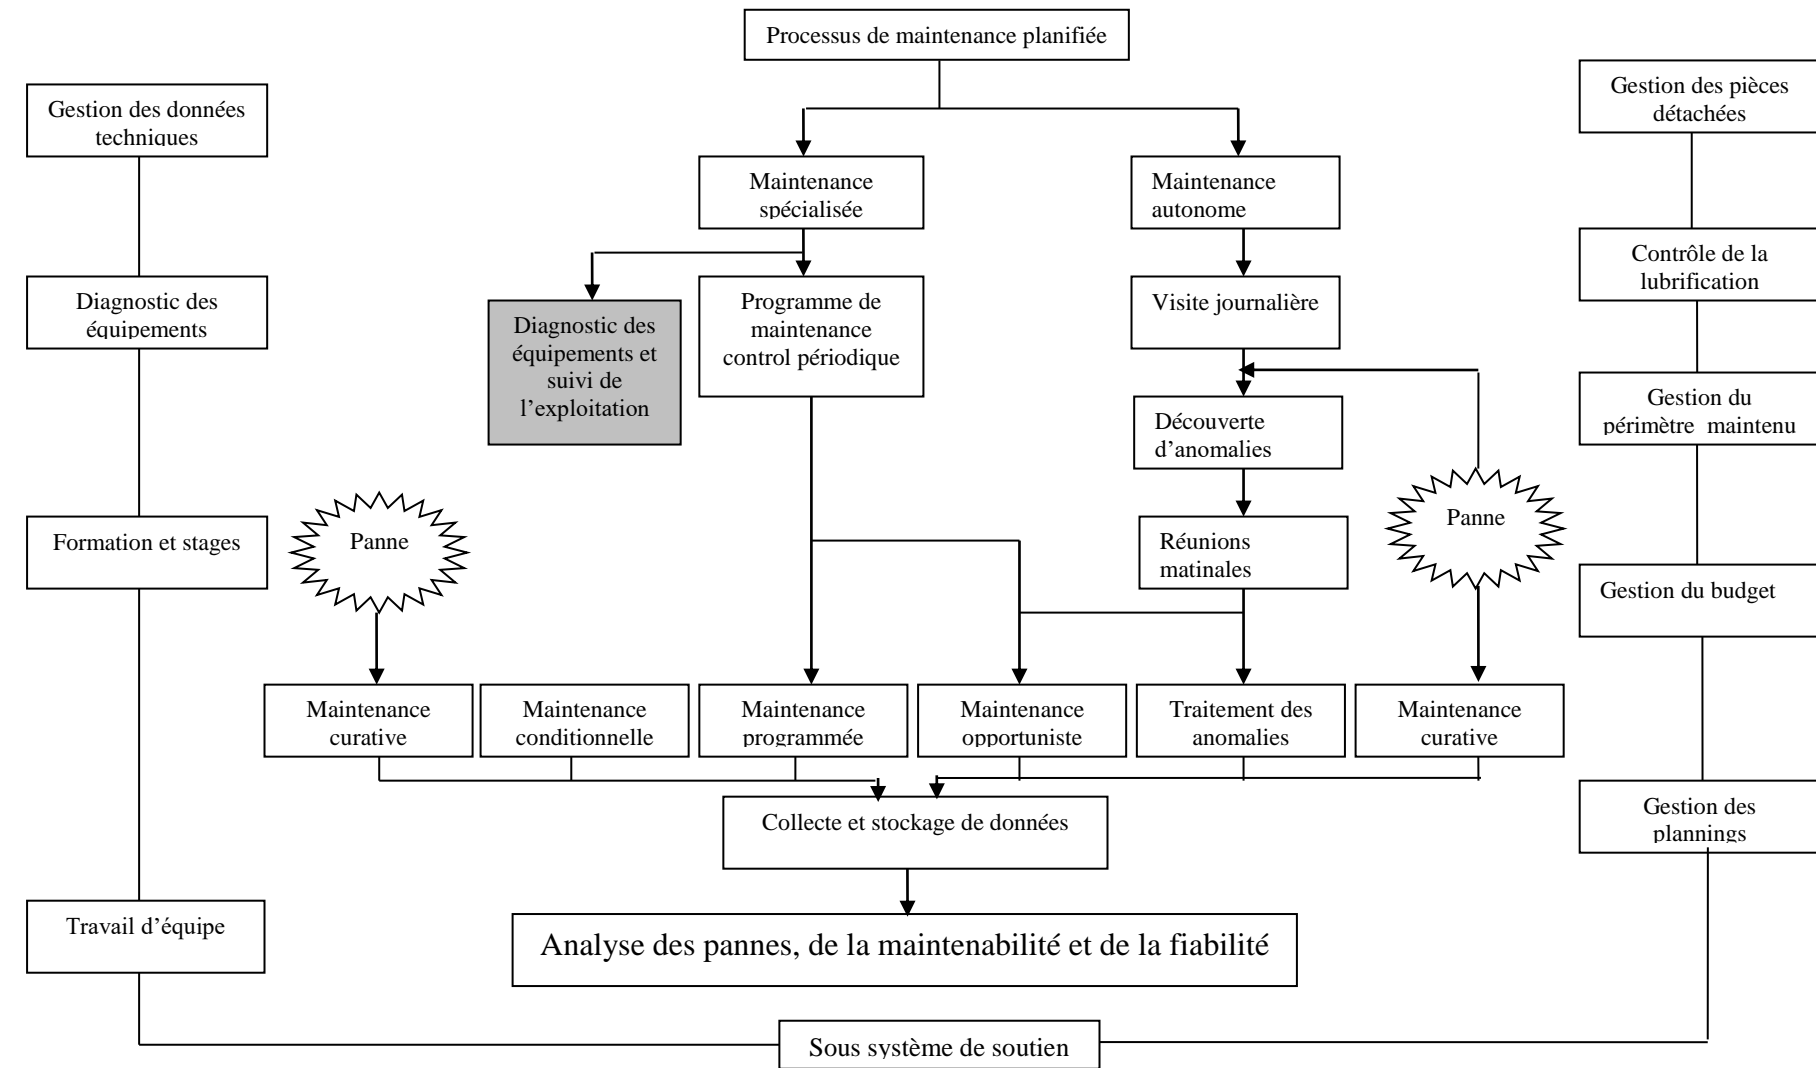 Processus de maintenance planifiée
Gestion des données
techniques
Gestion des pièces
détachées
Maintenance
spécialisée
Maintenance
autonome
Contrôle de la
lubrification
Diagnostic des
équipements
Diagnostic des
équipements et
suivi de
l’exploitation
Programme de
maintenance
control périodique
Visite journalière
Gestion du
périmètre maintenu
Découverte
d’anomalies
Formation et stages
Panne
Réunions
matinales
Panne
Gestion du budget
Maintenance
curative
Maintenance
conditionnelle
Maintenance
programmée
Maintenance
opportuniste
Traitement des
anomalies
Maintenance
curative
Collecte et stockage de données
Gestion des
plannings
Travail d’équipe
Analyse des pannes, de la maintenabilité et de la fiabilité
Sous système de soutien